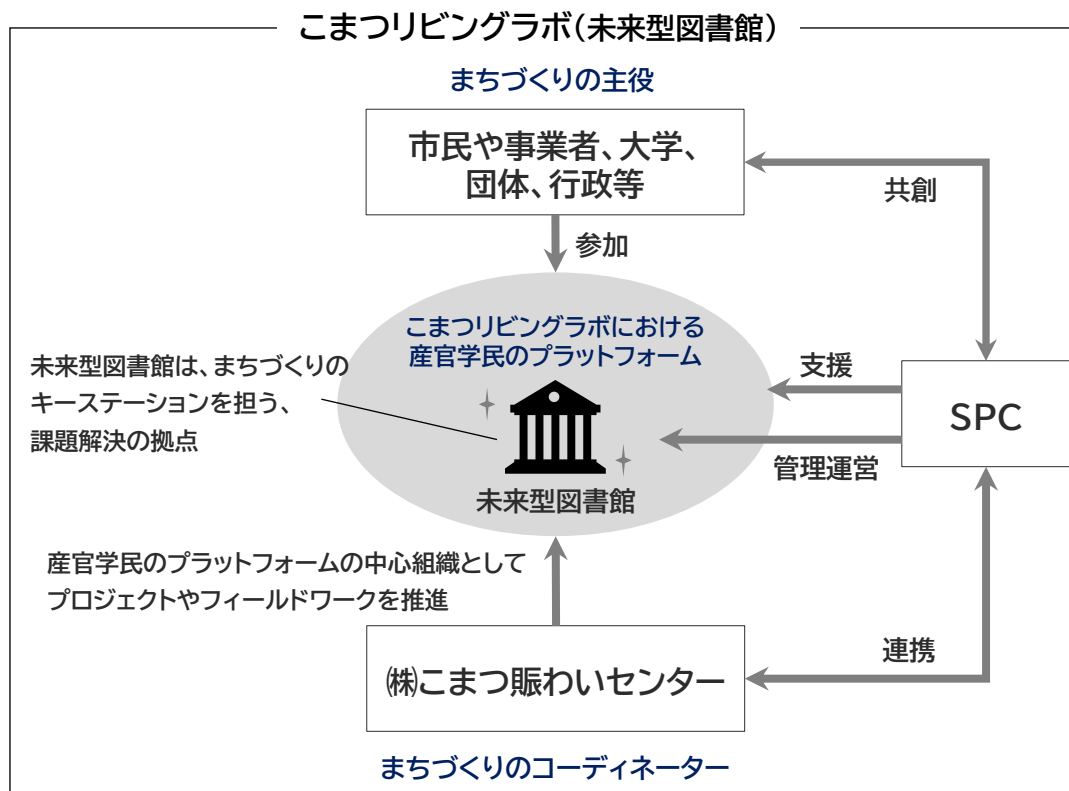 こまつリビングラボ(未来型図書館)
まちづくりの主役
市民や事業者、大学、
団体、行政等
共創
参加
こまつリビングラボにおける
産官学民のプラットフォーム
未来型図書館は、まちづくりの
キーステーションを担う、
課題解決の拠点
支援
SPC
管理運営
未来型図書館
産官学民のプラットフォームの中心組織として
プロジェクトやフィールドワークを推進
連携
㈱こまつ賑わいセンター
まちづくりのコーディネーター